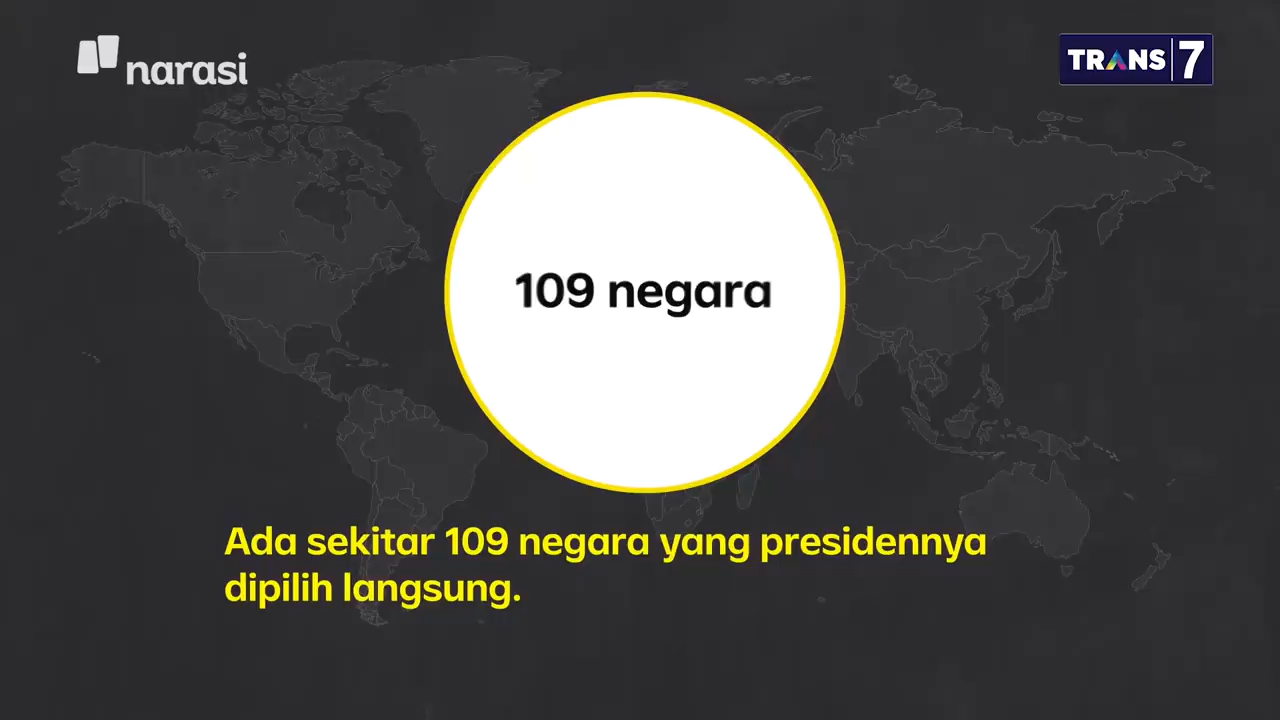 narasi
TRANS 7
109 negara
Ada sekitar 109 negara yang presidennya
dipilih langsung.